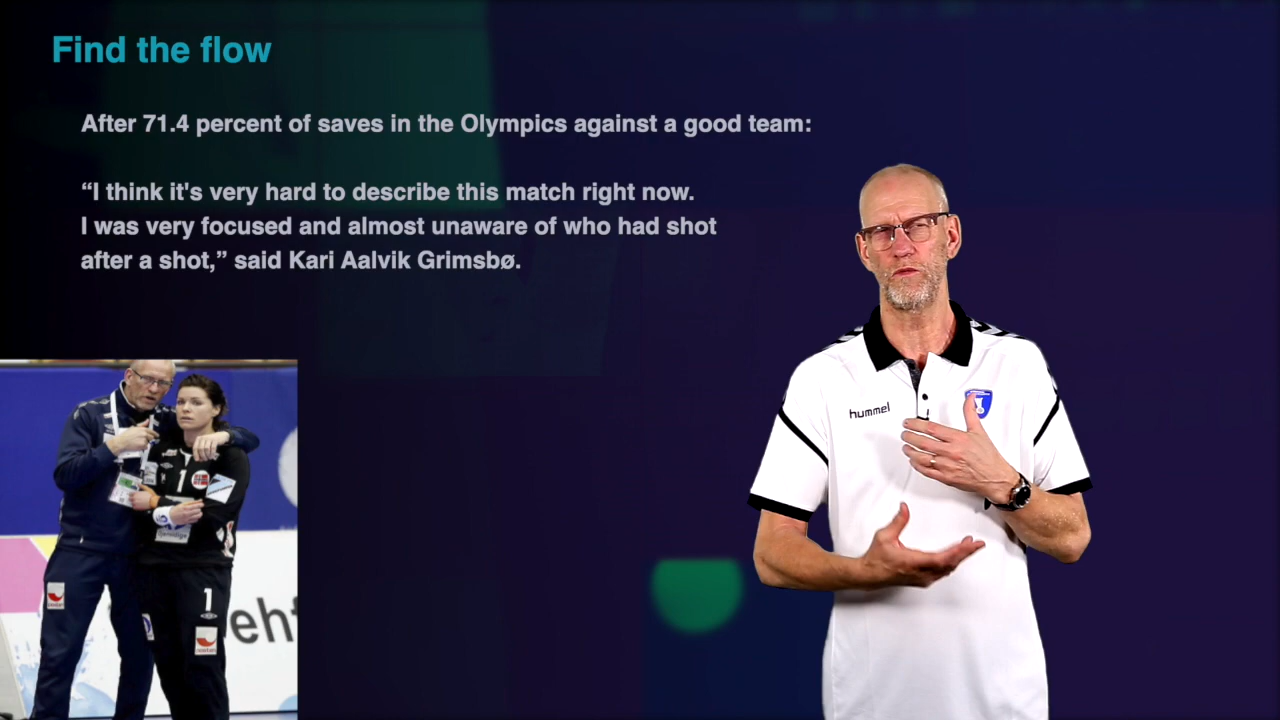 Find the flow
After 71.4 percent of saves in the Olympics against a good team:
“I think it's very hard to describe this match right now.
I was very focused and almost unaware of who had shot
after a shot,” said Kari Aalvik Grimsbø.
hummel
1
1
ehf